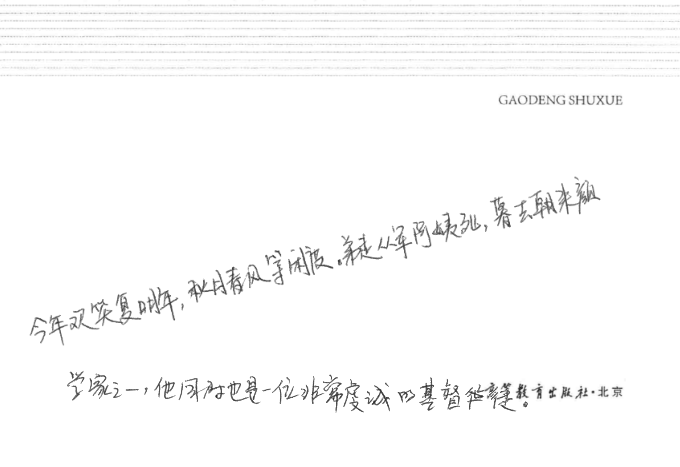 GAODENG SHUXUE
今年欢笑复明年,秋月春风等闲度.弟走从军阿姨死,暮去朝来颜
学家之一,他同时也是一位非常虔诚的基督徒。
高等教育出版社·北京